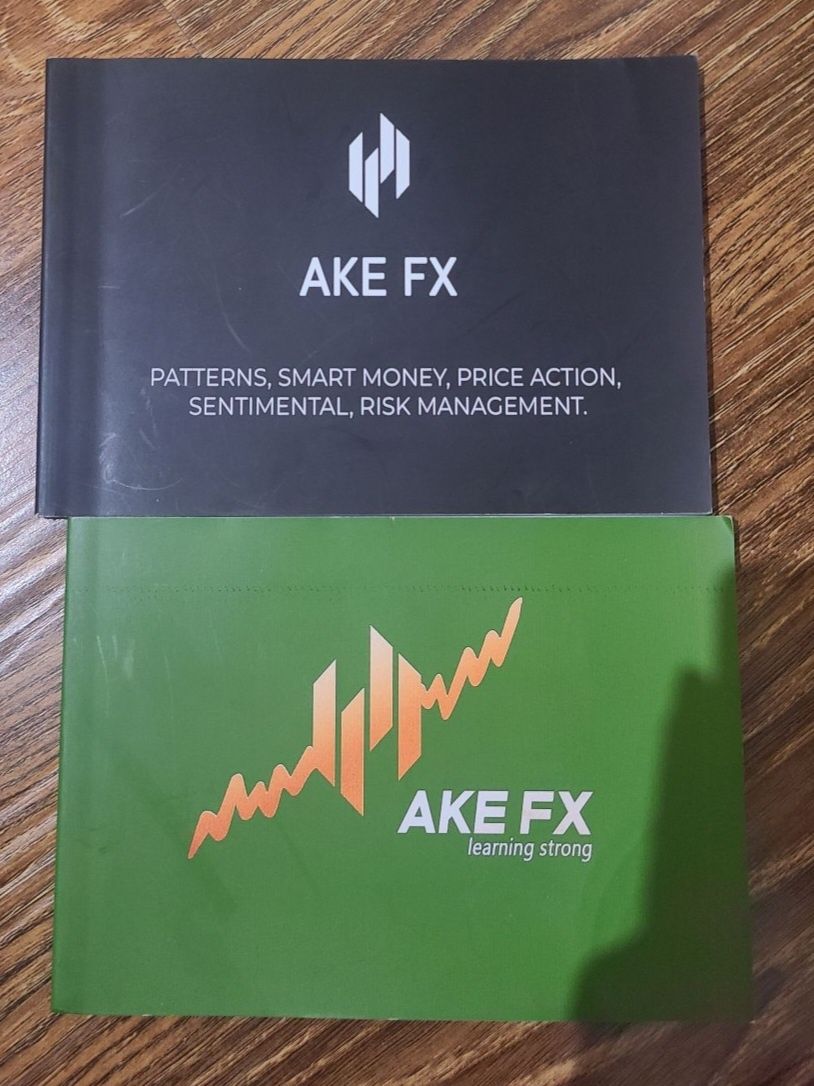 AKE FX
PATTERNS, SMART MONEY, PRICE ACTION,
SENTIMENTAL, RISK MANAGEMENT.
AKE FX
learning strong